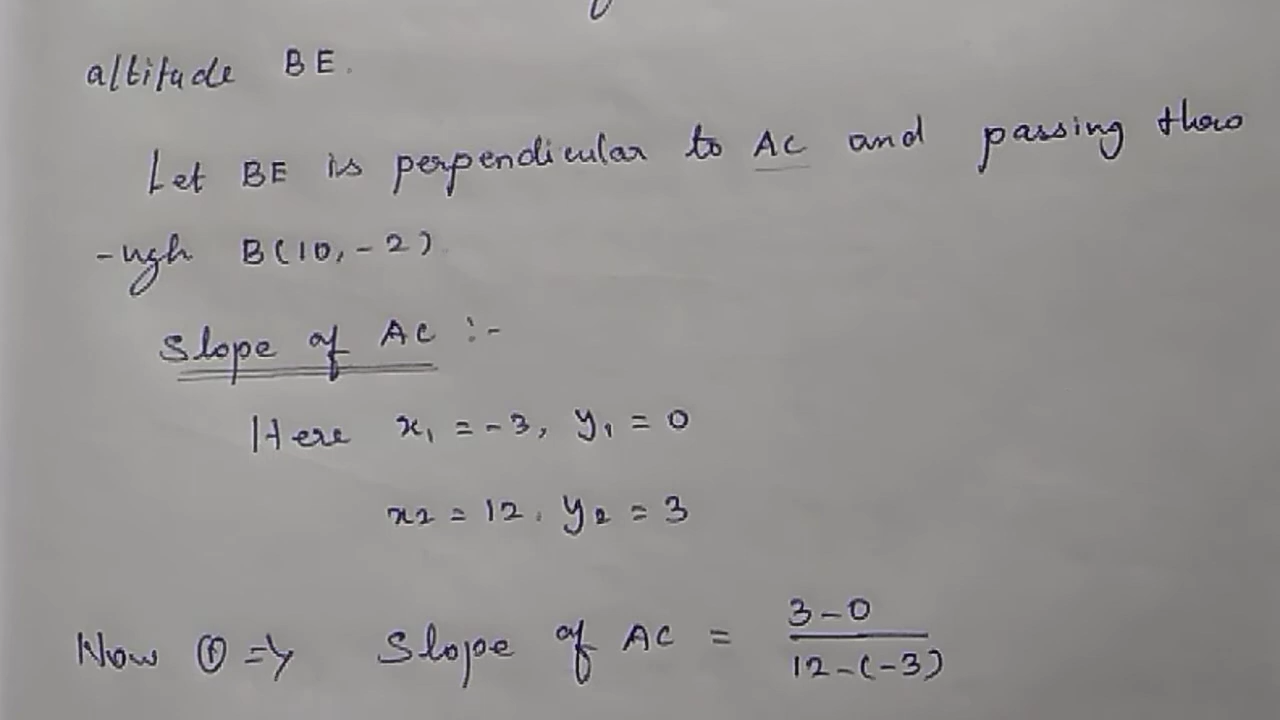 altitude BE.
Let BE is perpendicular to AC and passing thro
-ugh B(10,-2)
Slope of AC :-
Here x₁ = -3, y₁ = 0
x2 = 12, y2 = 3
Now ① => Slope of AC = 3-0 / 12-(-3)